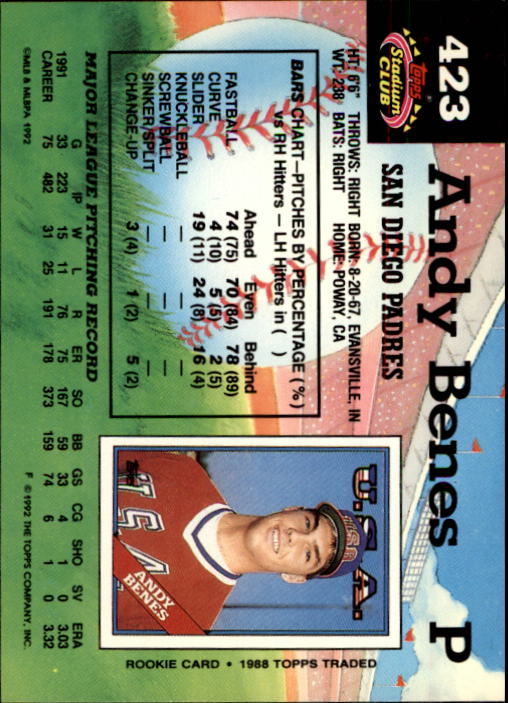 423
Topps
Stadium
CLUB
Andy Benes P
SAN DIEGO PADRES
HT: 6'6" THROWS: RIGHT BORN: 8-20-67, EVANSVILLE, IN
WT: 238 BATS: RIGHT HOME: POWAY, CA
BARS CHART—PITCHES BY PERCENTAGE (%)
vs RH Hitters – LH Hitters in ( )
Ahead Even Behind
FASTBALL 74 (75) 70 (84) 78 (89)
CURVE 4 (10) 5 (5) 2 (5)
SLIDER 19 (11) 24 (8) 16 (4)
KNUCKLEBALL — — —
SCREWBALL — — —
SINKER/SPLIT — — —
CHANGE-UP 3 (4) 1 (2) 5 (2)
MAJOR LEAGUE PITCHING RECORD
G IP W L R ER SO BB GS CG SHO SV ERA
1991 33 223 15 11 76 75 167 59 33 4 1 0 3.03
CAREER 75 482 31 25 191 178 373 159 74 6 1 0 3.32
©MLB & MLBPA 1992
F © 1992 THE TOPPS COMPANY, INC.
U.S.A.
USA
USA
ANDY
BENES
ROOKIE CARD • 1988 TOPPS TRADED